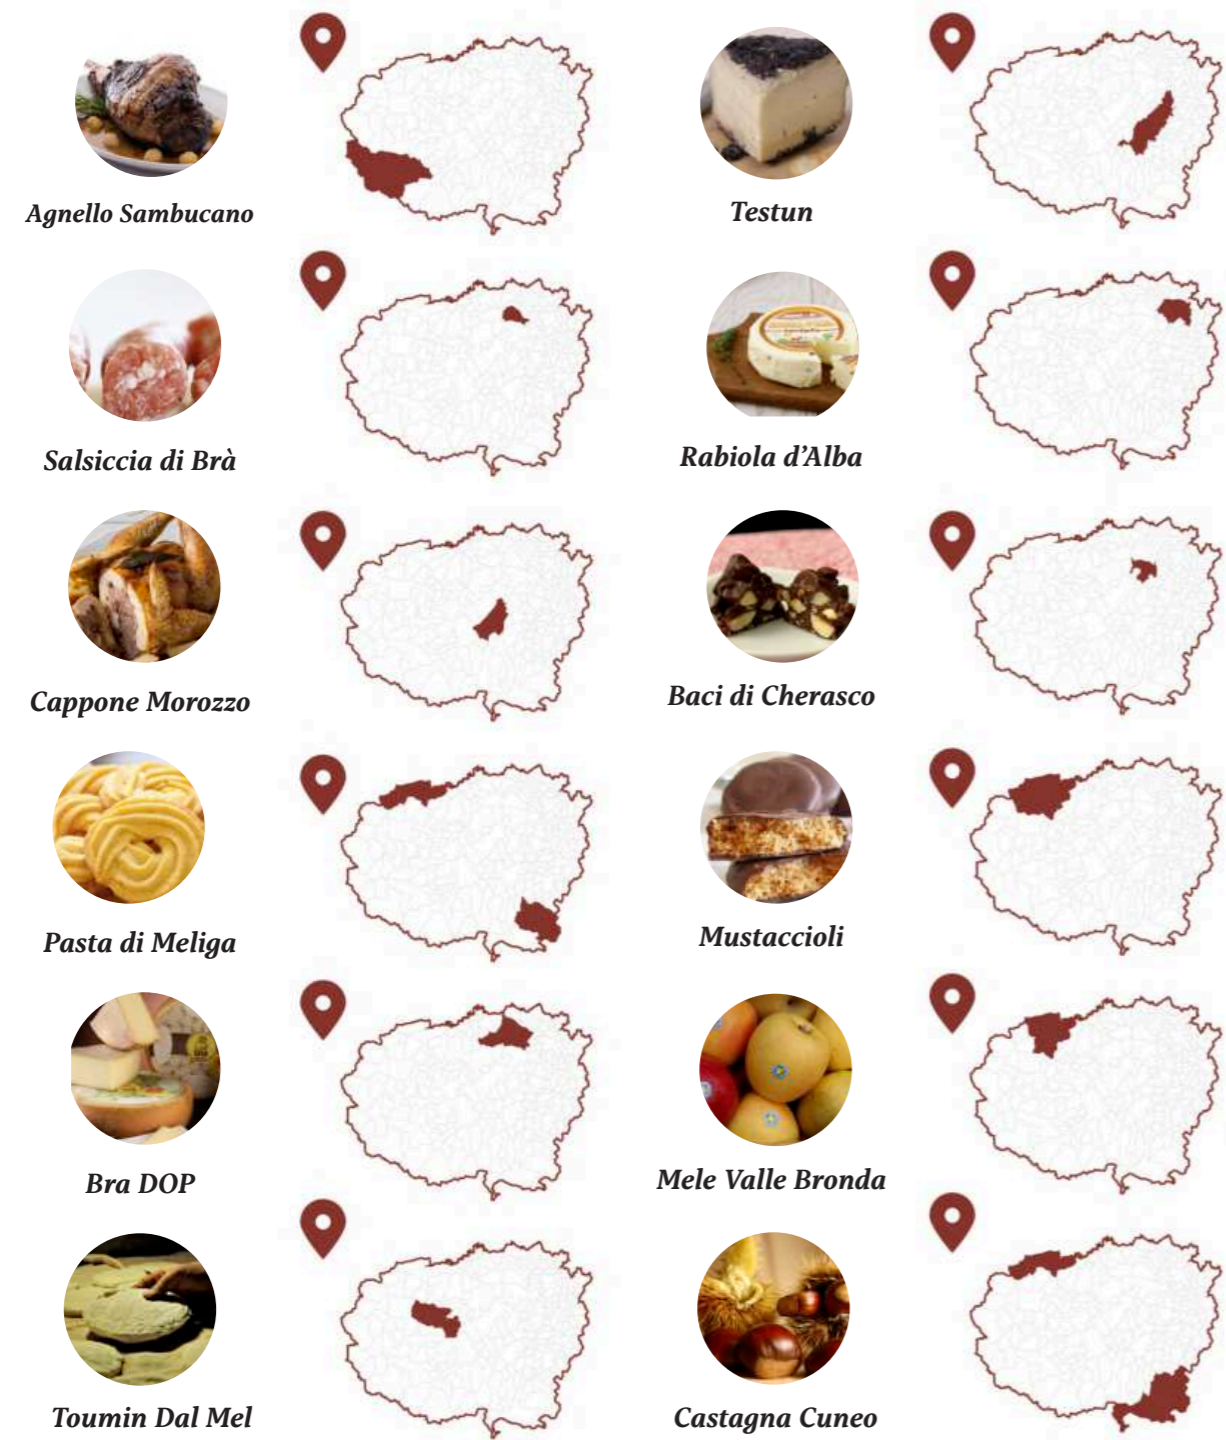 Agnello Sambucano
Testun
Salsiccia di Brà
Rabiola d'Alba
Cappone Morozzo
Baci di Cherasco
Pasta di Meliga
Mustaccioli
Bra DOP
Mele Valle Bronda
Toumin Dal Mel
Castagna Cuneo